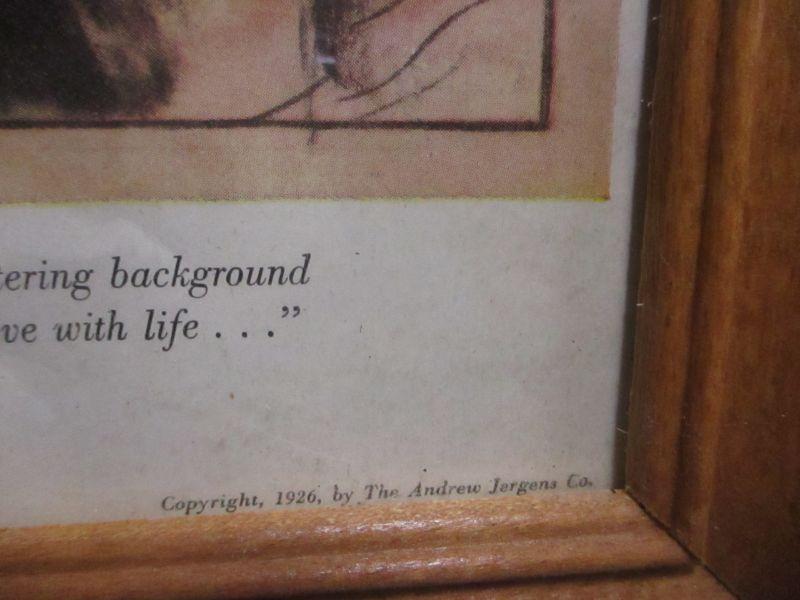 tering background
ve with life . . .”
Copyright, 1926, by The Andrew Jergens Co.